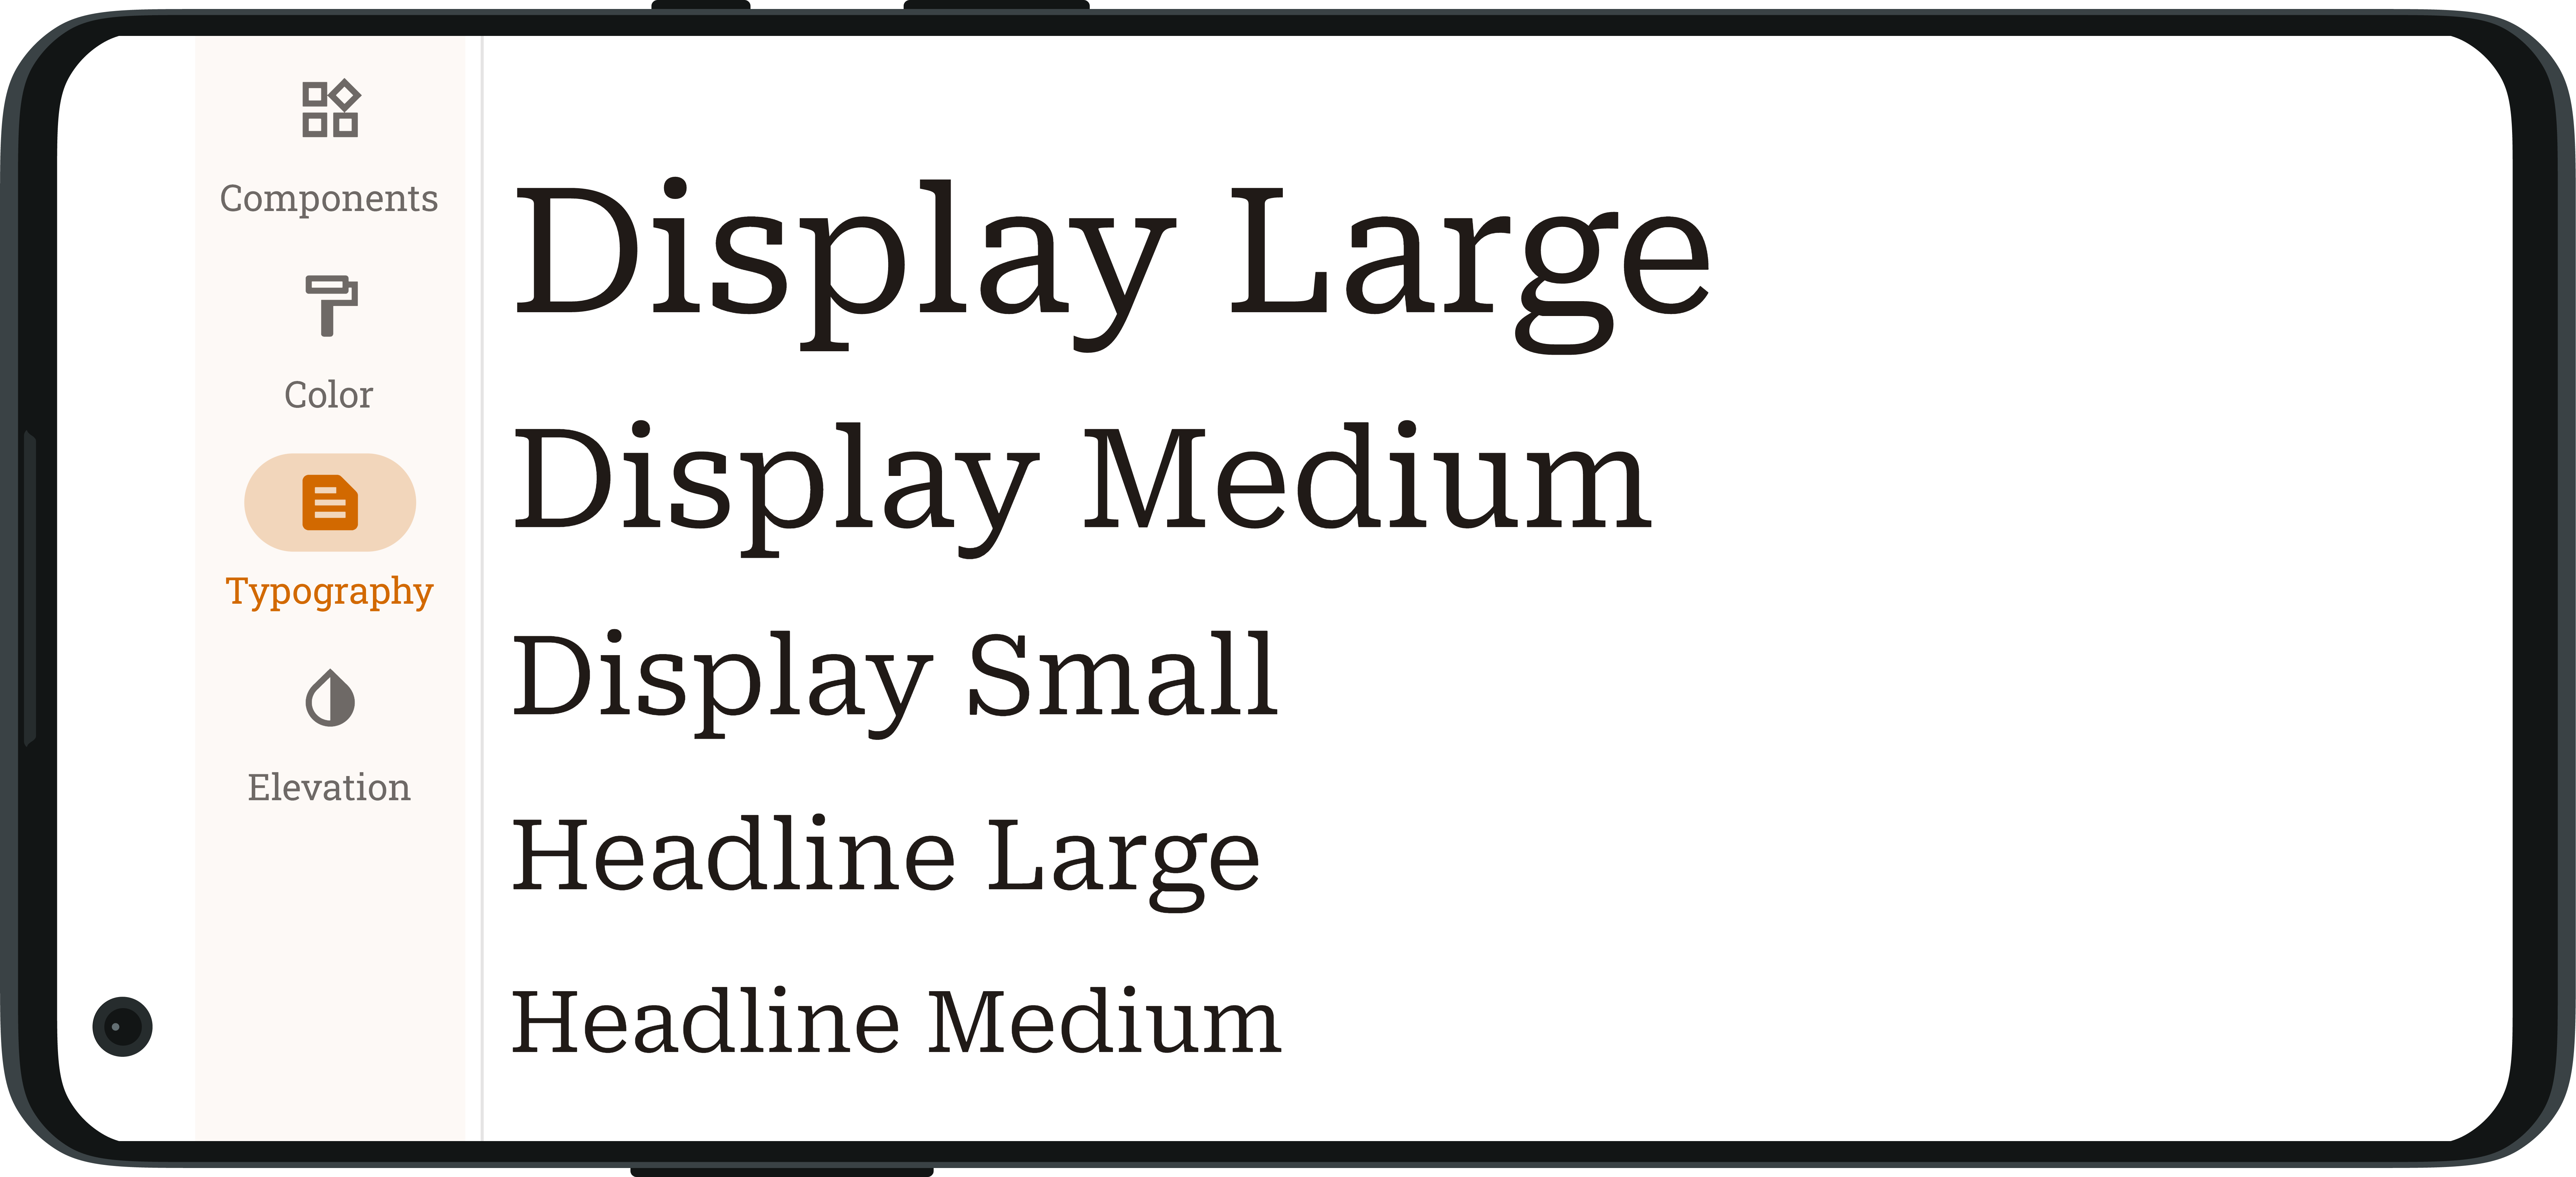 Components
Color
Typography
Elevation
Display Large
Display Medium
Display Small
Headline Large
Headline Medium